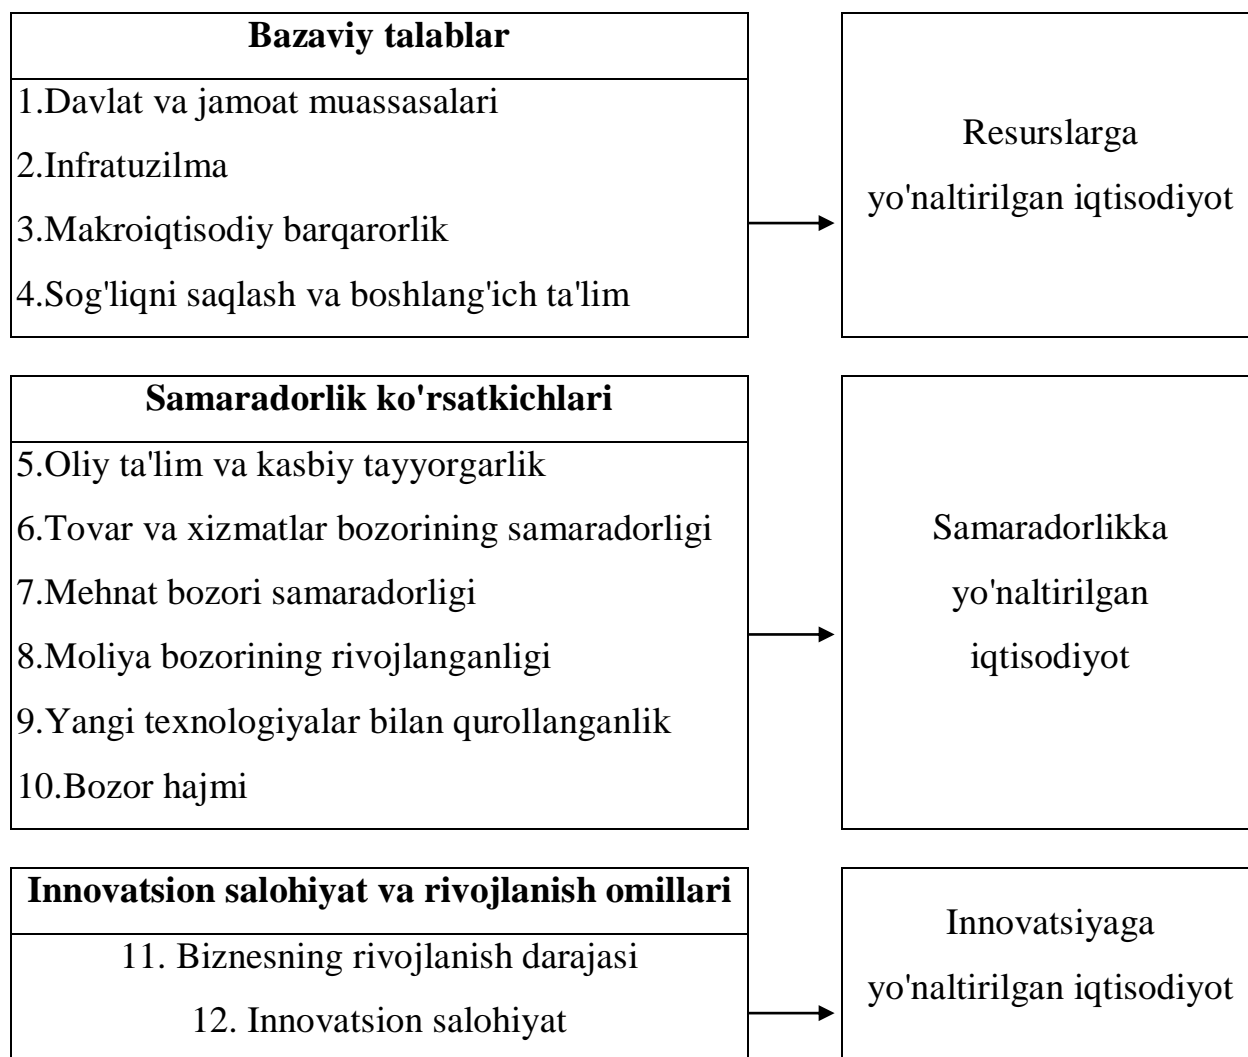 Bazaviy talablar
1.Davlat va jamoat muassasalari
2.Infratuzilma
3.Makroiqtisodiy barqarorlik
4.Sog'liqni saqlash va boshlang'ich ta'lim
Resurslarga
yo'naltirilgan iqtisodiyot
Samaradorlik ko'rsatkichlari
5.Oliy ta'lim va kasbiy tayyorgarlik
6.Tovar va xizmatlar bozorining samaradorligi
7.Mehnat bozori samaradorligi
8.Moliya bozorining rivojlanganligi
9.Yangi texnologiyalar bilan qurollanganlik
10.Bozor hajmi
Samaradorlikka
yo'naltirilgan
iqtisodiyot
Innovatsion salohiyat va rivojlanish omillari
11. Biznesning rivojlanish darajasi
12. Innovatsion salohiyat
Innovatsiyaga
yo'naltirilgan iqtisodiyot